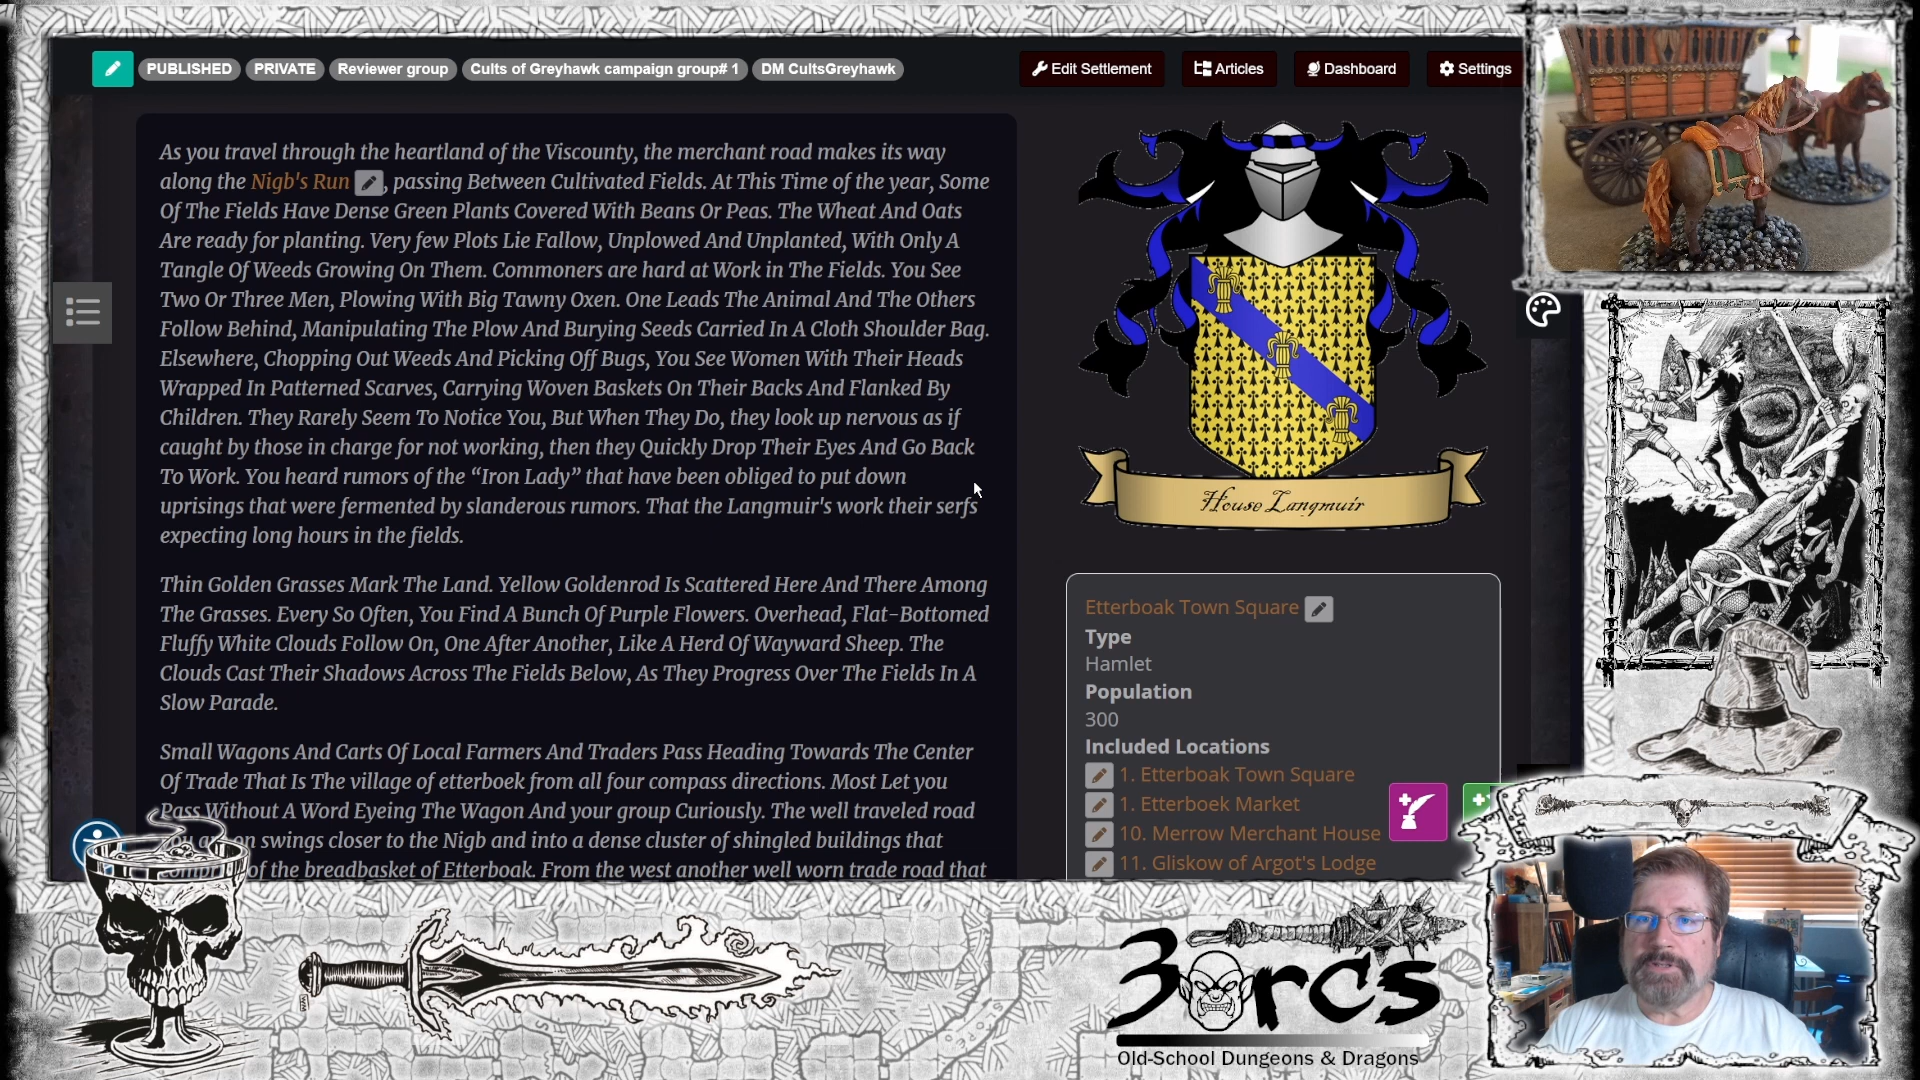 PUBLISHED PRIVATE Reviewer group Cults of Greyhawk campaign group# 1 DM CultsGreyhawk
Edit Settlement Articles Dashboard Settings
As you travel through the heartland of the Viscounty, the merchant road makes its way
along the Nigb's Run , passing Between Cultivated Fields. At This Time of the year, Some
Of The Fields Have Dense Green Plants Covered With Beans Or Peas. The Wheat And Oats
Are ready for planting. Very few Plots Lie Fallow, Unplowed And Unplanted, With Only A
Tangle Of Weeds Growing On Them. Commoners are hard at Work in The Fields. You See
Two Or Three Men, Plowing With Big Tawny Oxen. One Leads The Animal And The Others
Follow Behind, Manipulating The Plow And Burying Seeds Carried In A Cloth Shoulder Bag.
Elsewhere, Chopping Out Weeds And Picking Off Bugs, You See Women With Their Heads
Wrapped In Patterned Scarves, Carrying Woven Baskets On Their Backs And Flanked By
Children. They Rarely Seem To Notice You, But When They Do, they look up nervous as if
caught by those in charge for not working, then they Quickly Drop Their Eyes And Go Back
To Work. You heard rumors of the “Iron Lady” that have been obliged to put down
uprisings that were fermented by slanderous rumors. That the Langmuir's work their serfs
expecting long hours in the fields.
Thin Golden Grasses Mark The Land. Yellow Goldenrod Is Scattered Here And There Among
The Grasses. Every So Often, You Find A Bunch Of Purple Flowers. Overhead, Flat-Bottomed
Fluffy White Clouds Follow On, One After Another, Like A Herd Of Wayward Sheep. The
Clouds Cast Their Shadows Across The Fields Below, As They Progress Over The Fields In A
Slow Parade.
Small Wagons And Carts Of Local Farmers And Traders Pass Heading Towards The Center
Of Trade That Is The village of etterboek from all four compass directions. Most Let you
Pass Without A Word Eyeing The Wagon And your group Curiously. The well traveled road
swings closer to the Nigb and into a dense cluster of shingled buildings that
of the breadbasket of Etterboak. From the west another well worn trade road that
House Langmuir
Etterboak Town Square
Type
Hamlet
Population
300
Included Locations
1. Etterboak Town Square
1. Etterboek Market
10. Merrow Merchant House
11. Gliskow of Argot's Lodge
3 orcs
Old-School Dungeons & Dragons